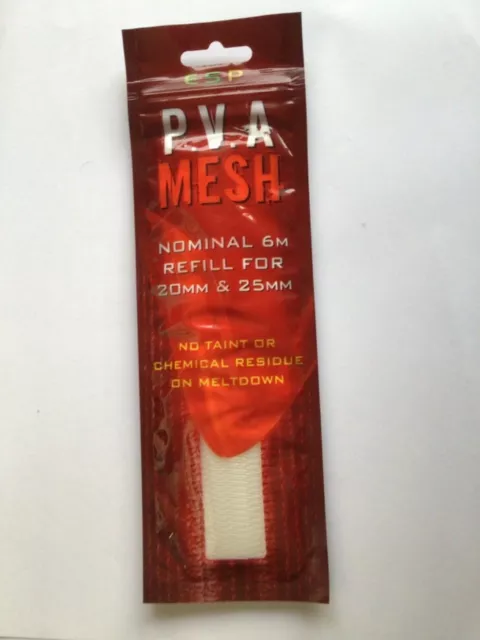 ESP
P.V.A
MESH
NOMINAL 6M
REFILL FOR
20MM & 25MM
NO TAINT OR
CHEMICAL RESIDUE
ON MELTDOWN